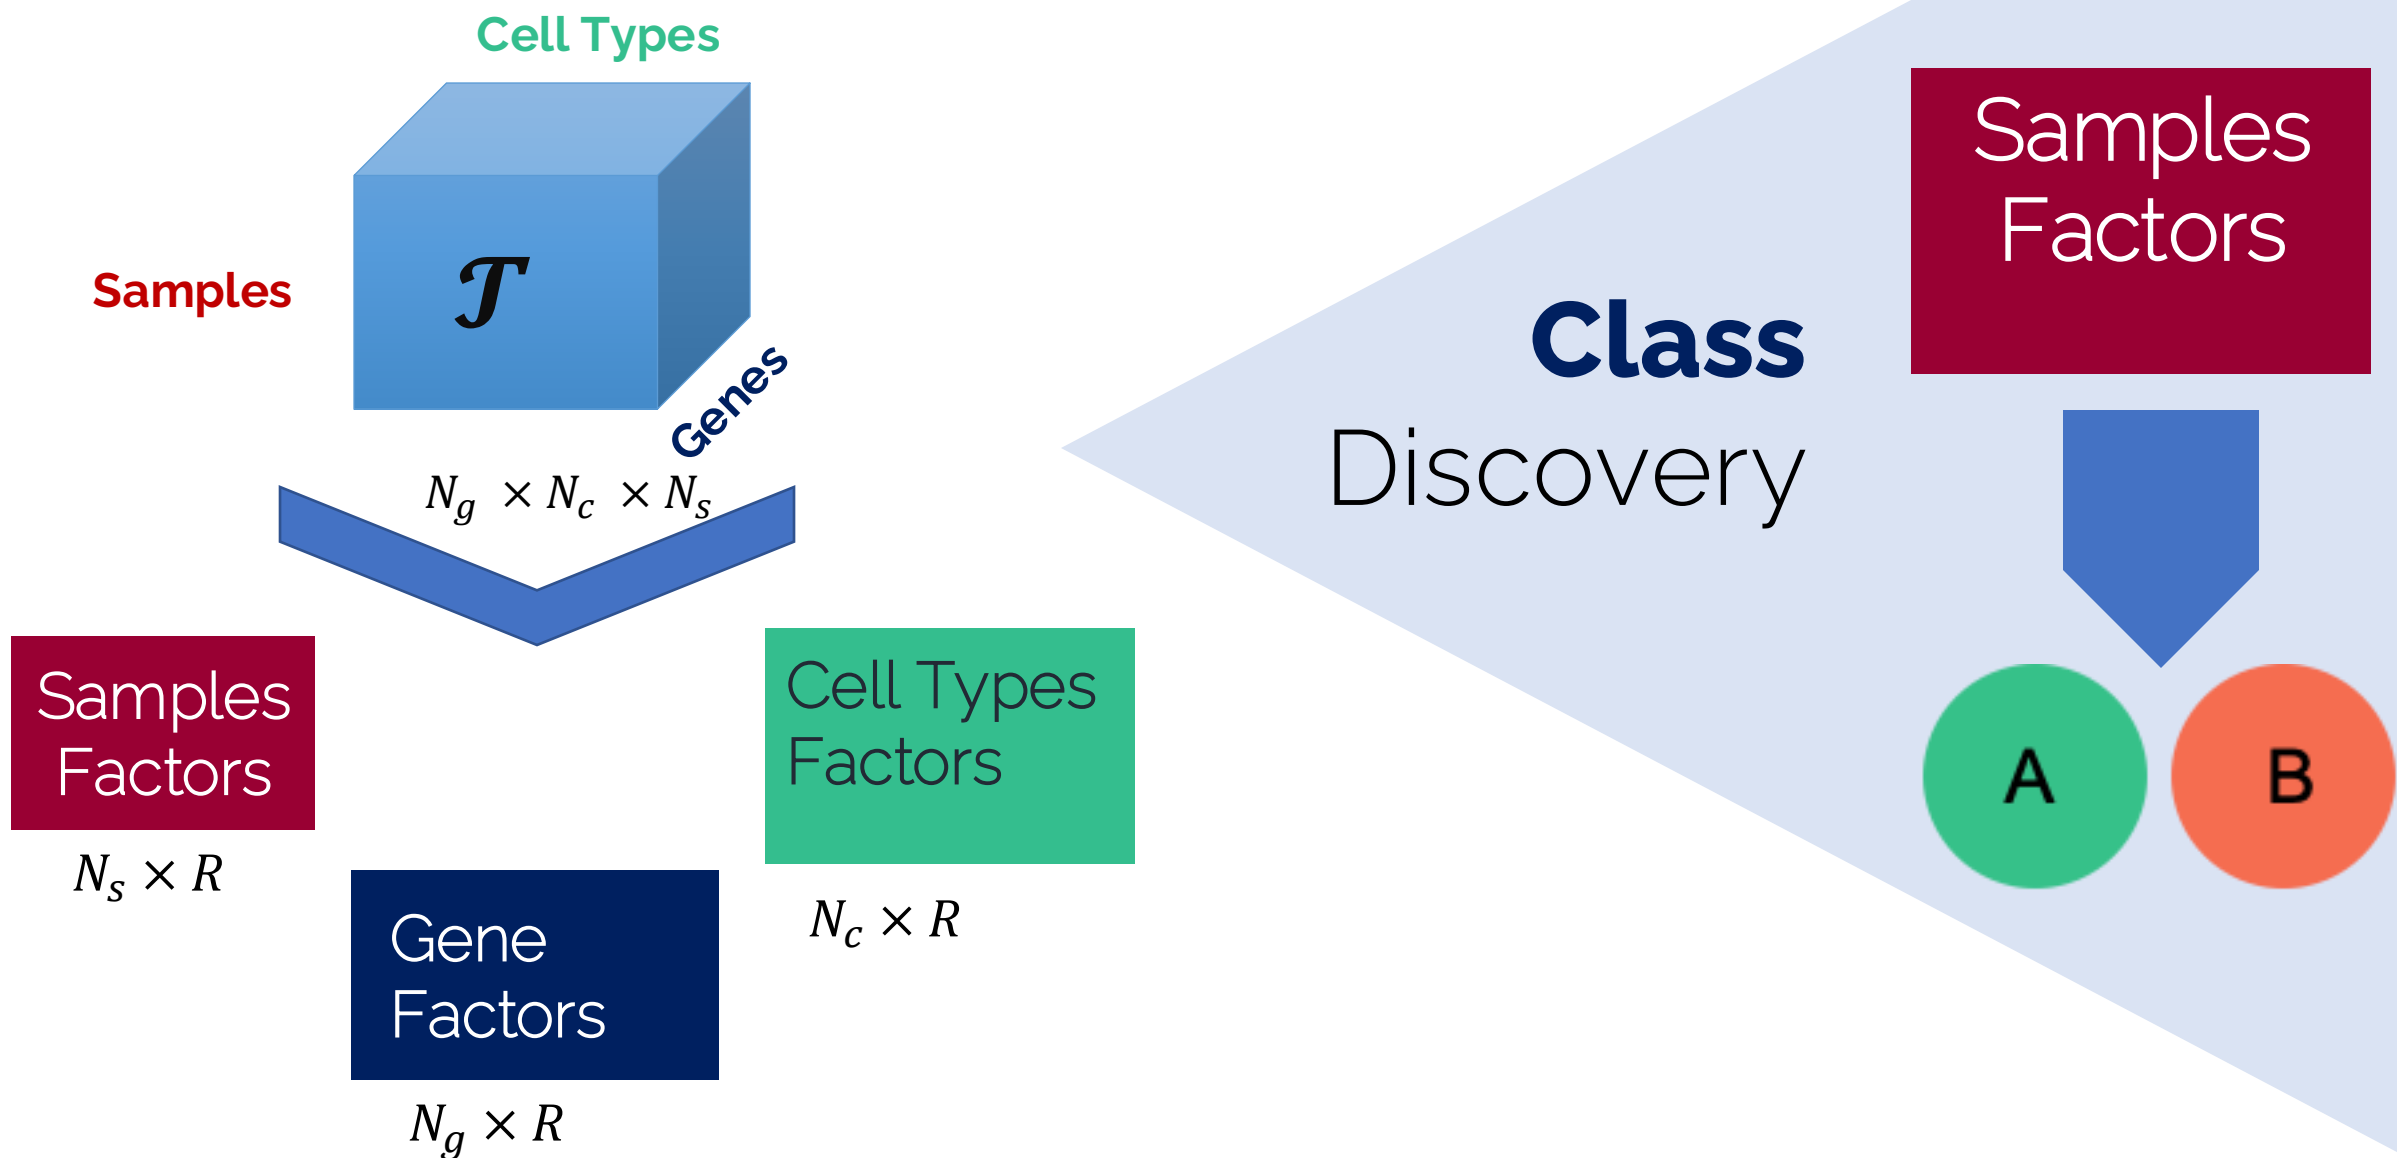 Cell Types
𝓣
Samples
Genes
N_g × N_c × N_s
Samples
Factors
N_s × R
Gene
Factors
N_g × R
Cell Types
Factors
N_c × R
Class
Discovery
Samples
Factors
A
B